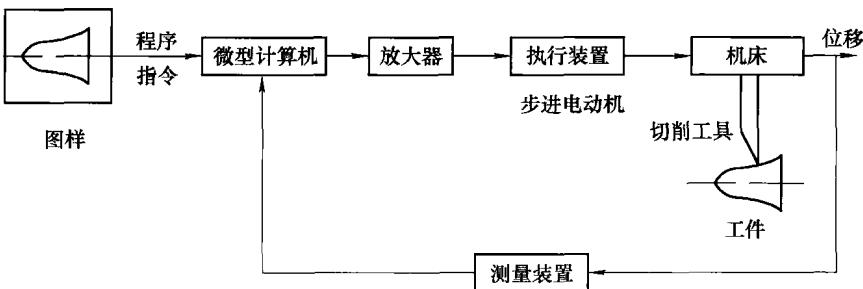 程序
指令
图样
微型计算机
放大器
执行装置
步进电动机
机床
位移
切削工具
工件
测量装置